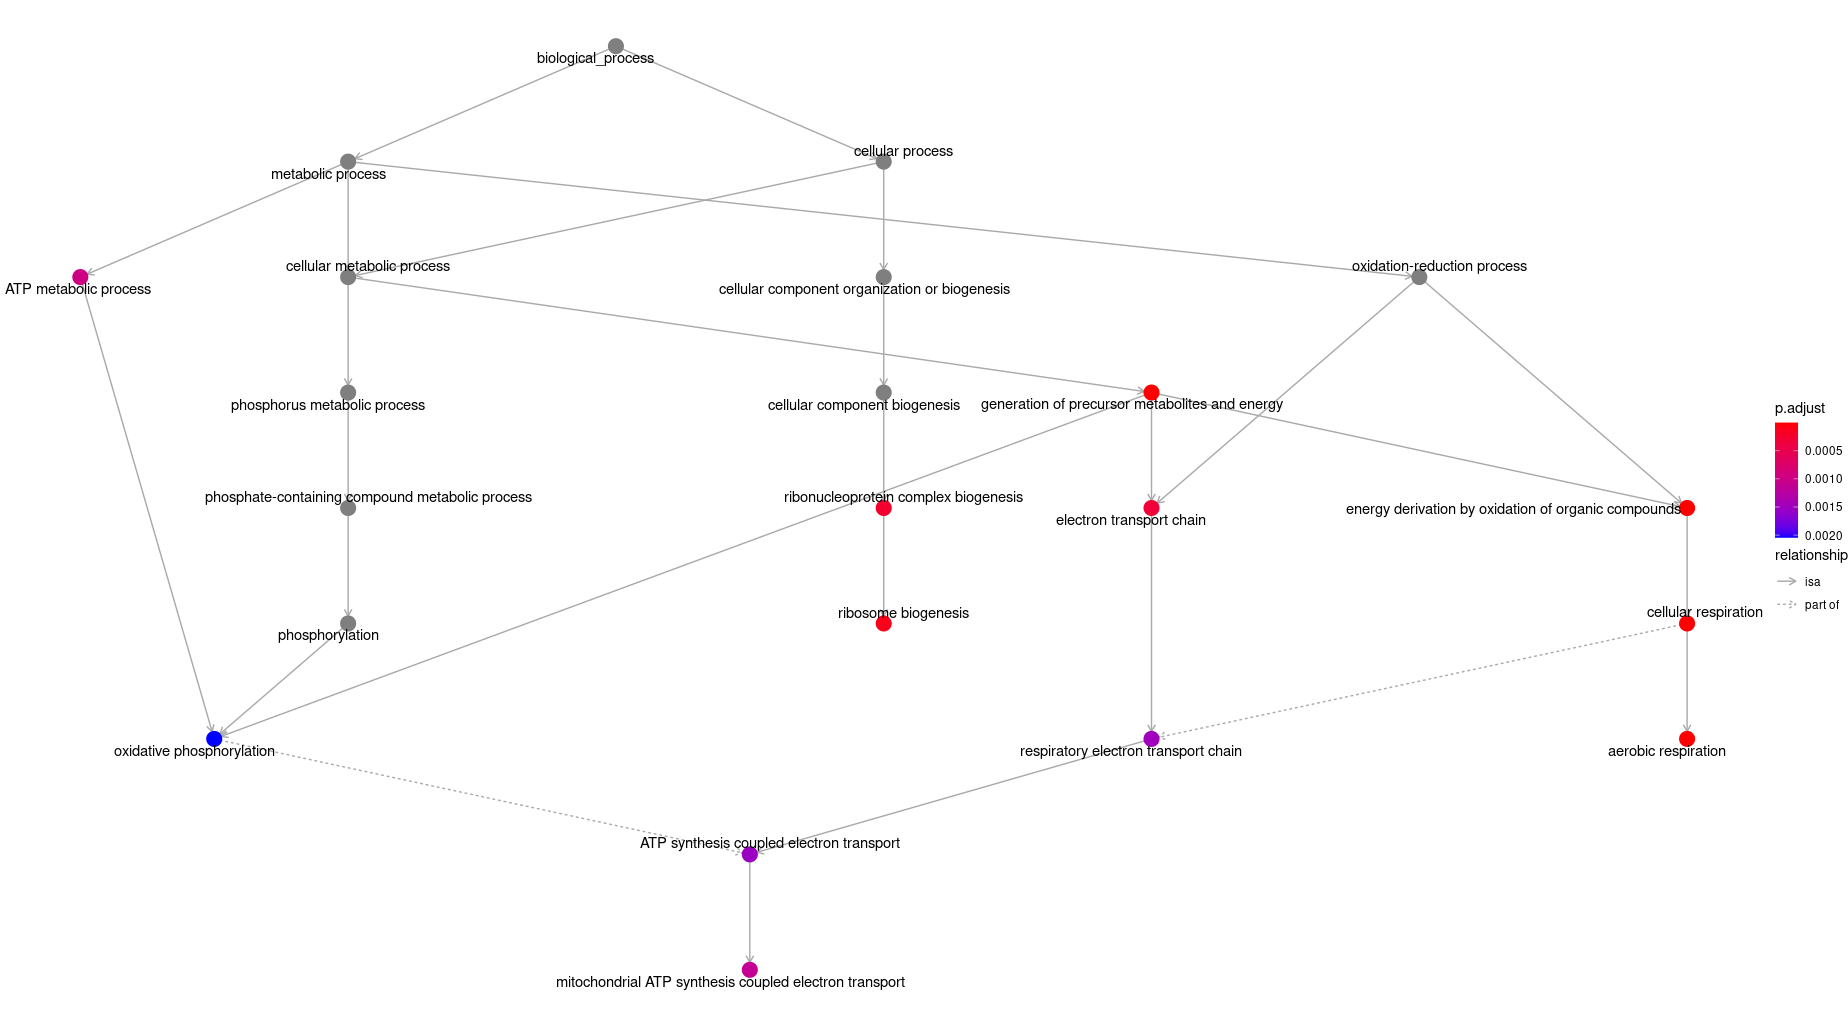 biological_process
cellular process
metabolic process
cellular metabolic process
oxidation-reduction process
ATP metabolic process
cellular component organization or biogenesis
phosphorus metabolic process
cellular component biogenesis
generation of precursor metabolites and energy
p.adjust
0.0005
0.0010
0.0015
0.0020
relationship
isa
part of
phosphate-containing compound metabolic process
ribonucleoprotein complex biogenesis
electron transport chain
energy derivation by oxidation of organic compounds
ribosome biogenesis
cellular respiration
phosphorylation
oxidative phosphorylation
respiratory electron transport chain
aerobic respiration
ATP synthesis coupled electron transport
mitochondrial ATP synthesis coupled electron transport